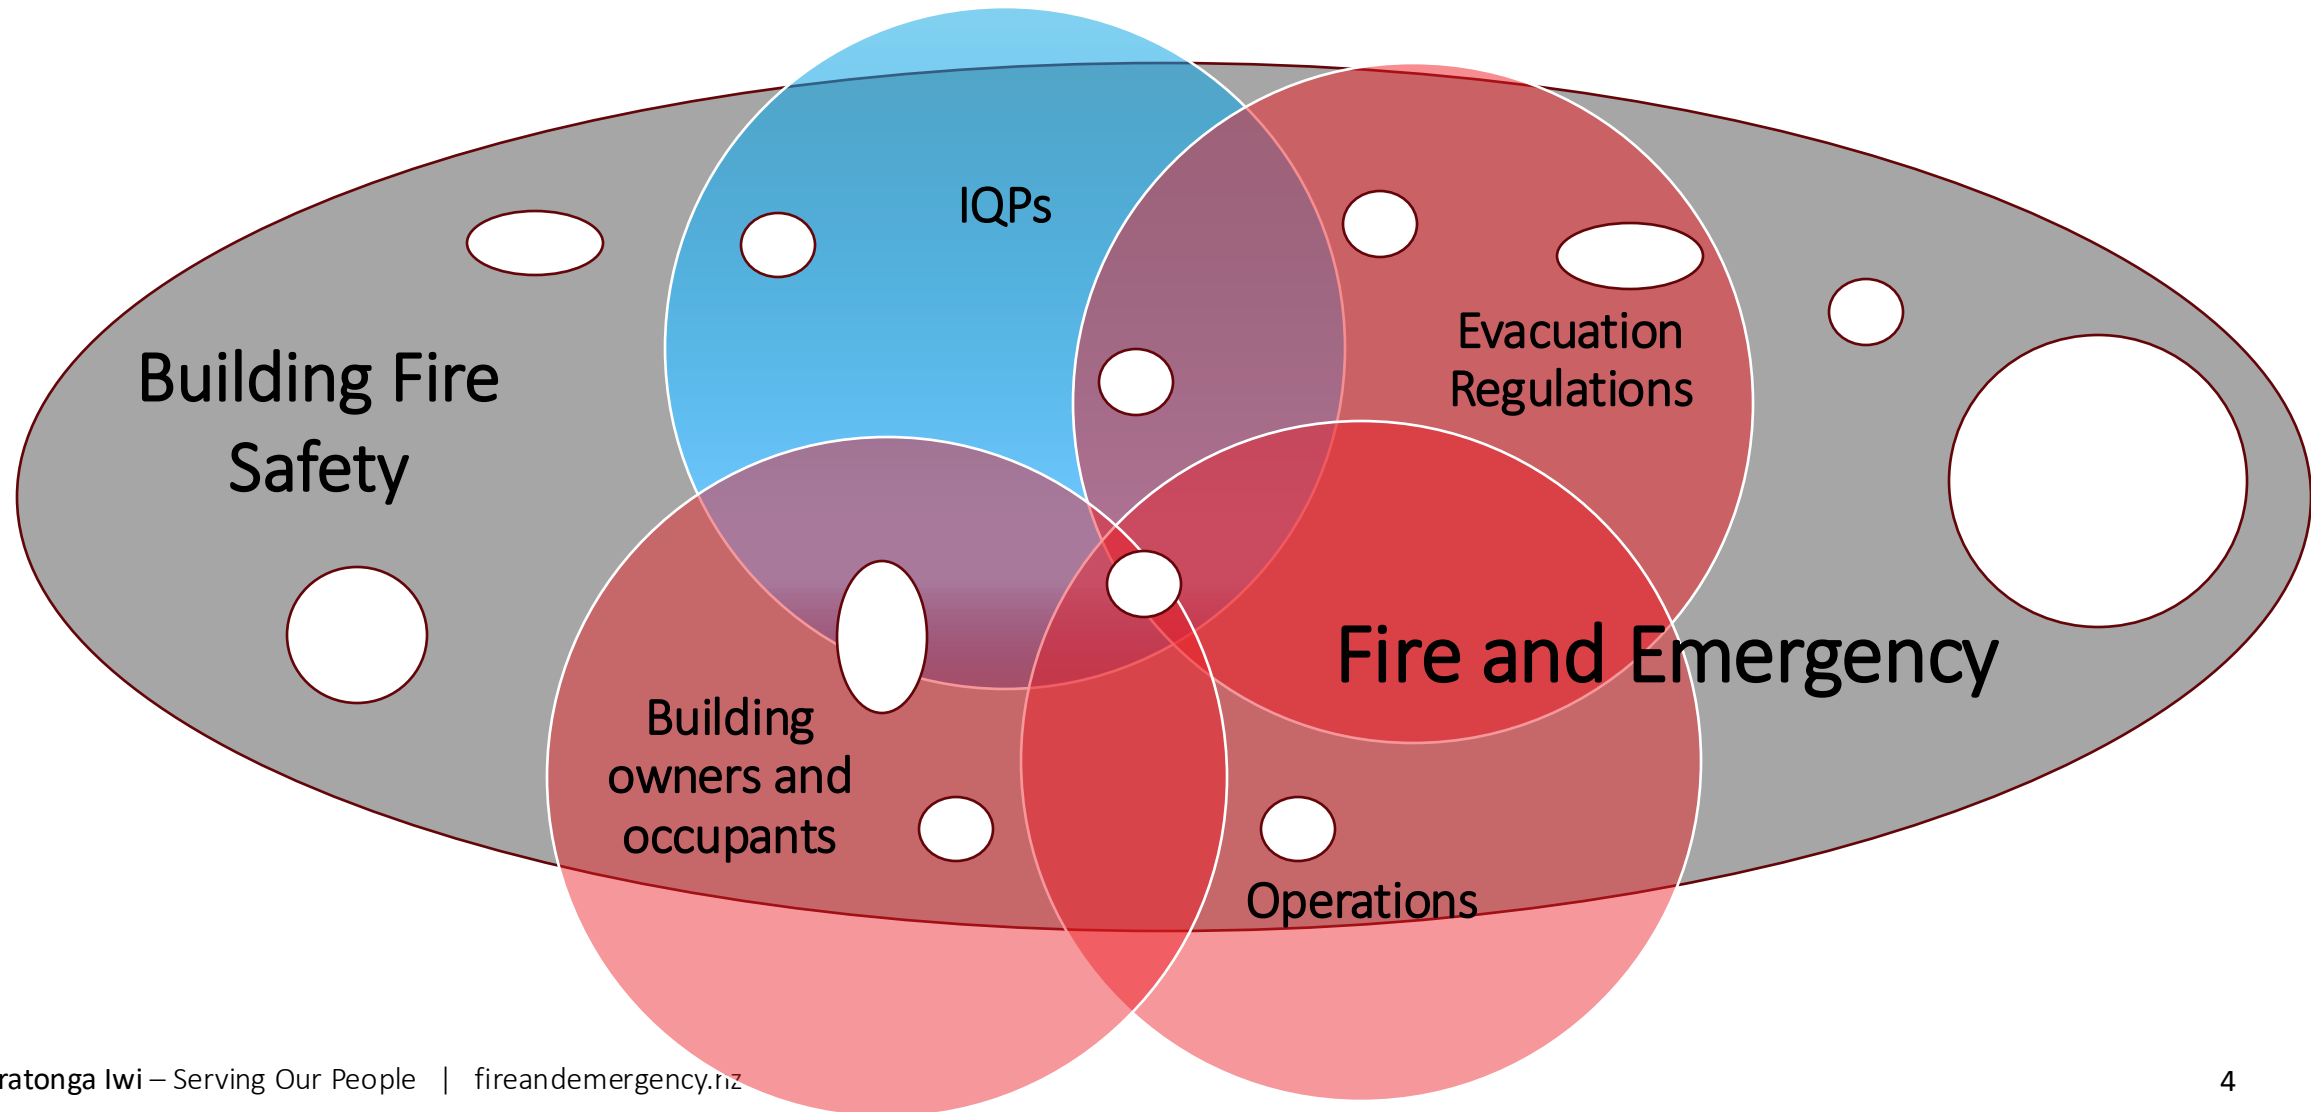 IQPs
Evacuation
Regulations
Building Fire
Safety
Fire and Emergency
Building
owners and
occupants
Operations
ratonga Iwi – Serving Our People | fireandemergency.nz
4